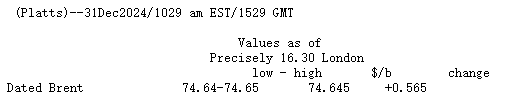 (Platts)--31Dec2024/1029 am EST/1529 GMT
Values as of
Precisely 16.30 London
low - high $/b change
Dated Brent 74.64-74.65 74.645 +0.565